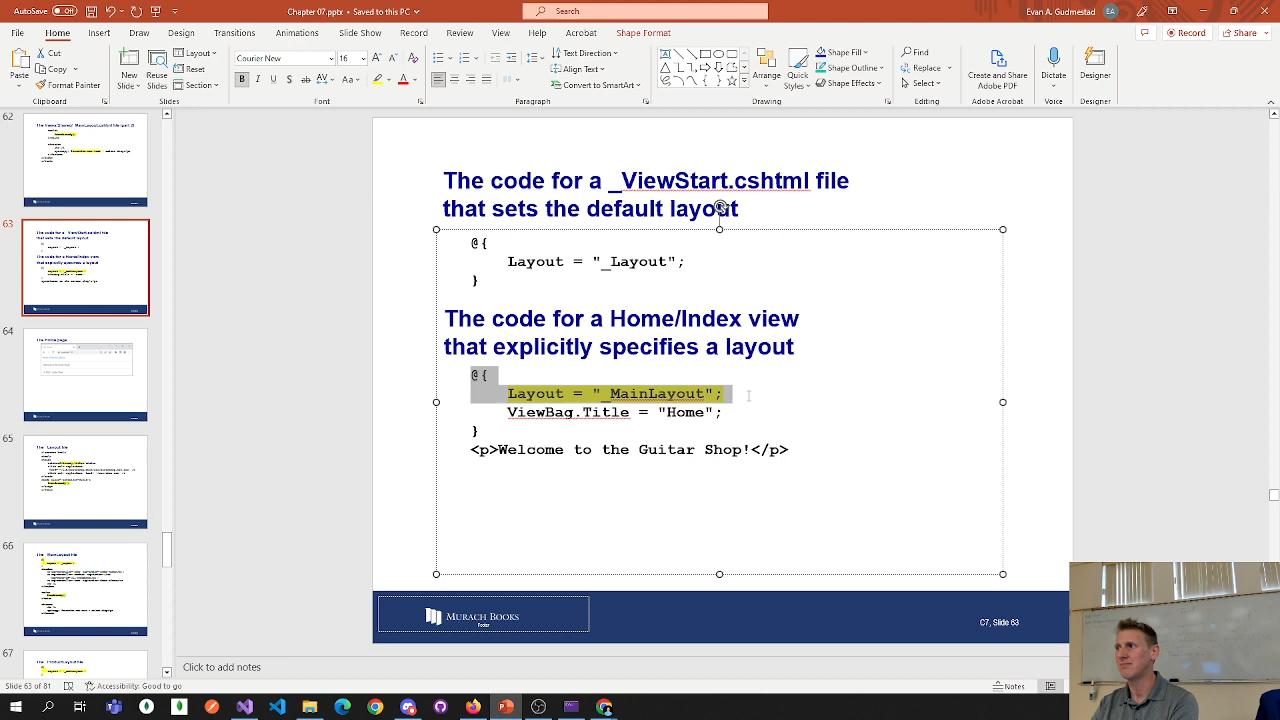 Chapter 07.pptx • Saved to this PC
Search
Evan A. Gudmestad
EA
File
Home
Insert
Draw
Design
Transitions
Animations
Slide Show
Record
Review
View
Help
Acrobat
Shape Format
Record
Share
Paste
Cut
Copy
Format Painter
Clipboard
New
Slide
Reuse
Slides
Layout
Reset
Section
Slides
Courier New
16
Font
Text Direction
Align Text
Convert to SmartArt
Paragraph
Arrange
Quick
Styles
Shape Fill
Shape Outline
Shape Effects
Drawing
Find
Replace
Select
Editing
Create and Share
Adobe PDF
Adobe Acrobat
Dictate
Voice
Designer
Designer
62
63
64
65
66
67
The code for a _ViewStart.cshtml file
that sets the default layout
@{
Layout = "_Layout";
}
The code for a Home/Index view
that explicitly specifies a layout
@{
Layout = "_MainLayout";
ViewBag.Title = "Home";
}
<p>Welcome to the Guitar Shop!</p>
MURACH BOOKS
Footer
C7, Slide 63
Click to add notes
Slide 63 of 81
Accessibility: Good to go
Notes